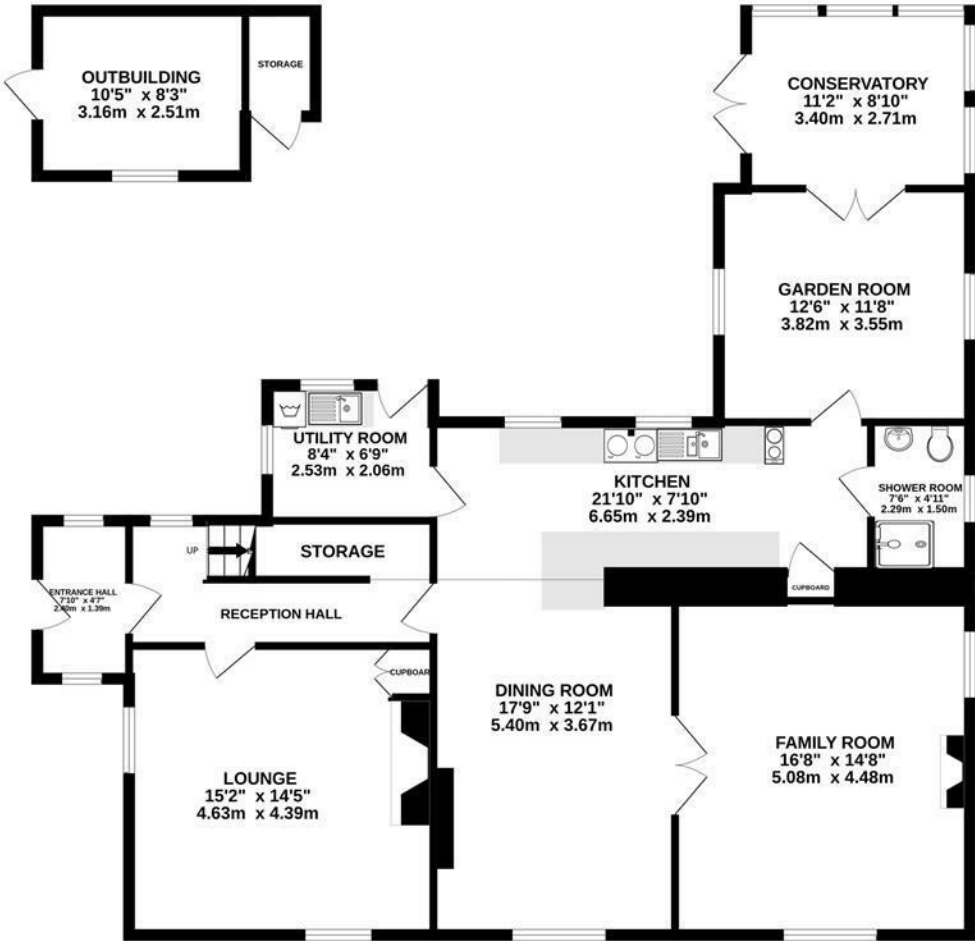 OUTBUILDING
10'5" x 8'3"
3.16m x 2.51m
STORAGE
CONSERVATORY
11'2" x 8'10"
3.40m x 2.71m
GARDEN ROOM
12'6" x 11'8"
3.82m x 3.55m
UTILITY ROOM
8'4" x 6'9"
2.53m x 2.06m
KITCHEN
21'10" x 7'10"
6.65m x 2.39m
SHOWER ROOM
7'6" x 4'11"
2.29m x 1.50m
UP
STORAGE
ENTRANCE HALL
7'10" x 4'7"
2.40m x 1.39m
RECEPTION HALL
CUPBOARD
CUPBOAR
DINING ROOM
17'9" x 12'1"
5.40m x 3.67m
LOUNGE
15'2" x 14'5"
4.63m x 4.39m
FAMILY ROOM
16'8" x 14'8"
5.08m x 4.48m